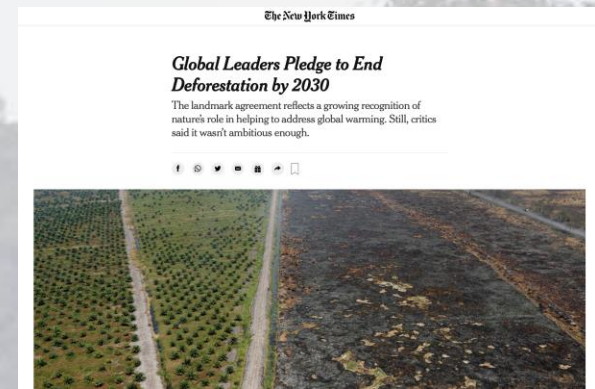 The New York Times
Global Leaders Pledge to End
Deforestation by 2030
The landmark agreement reflects a growing recognition of
nature's role in helping to address global warming. Still, critics
said it wasn't ambitious enough.